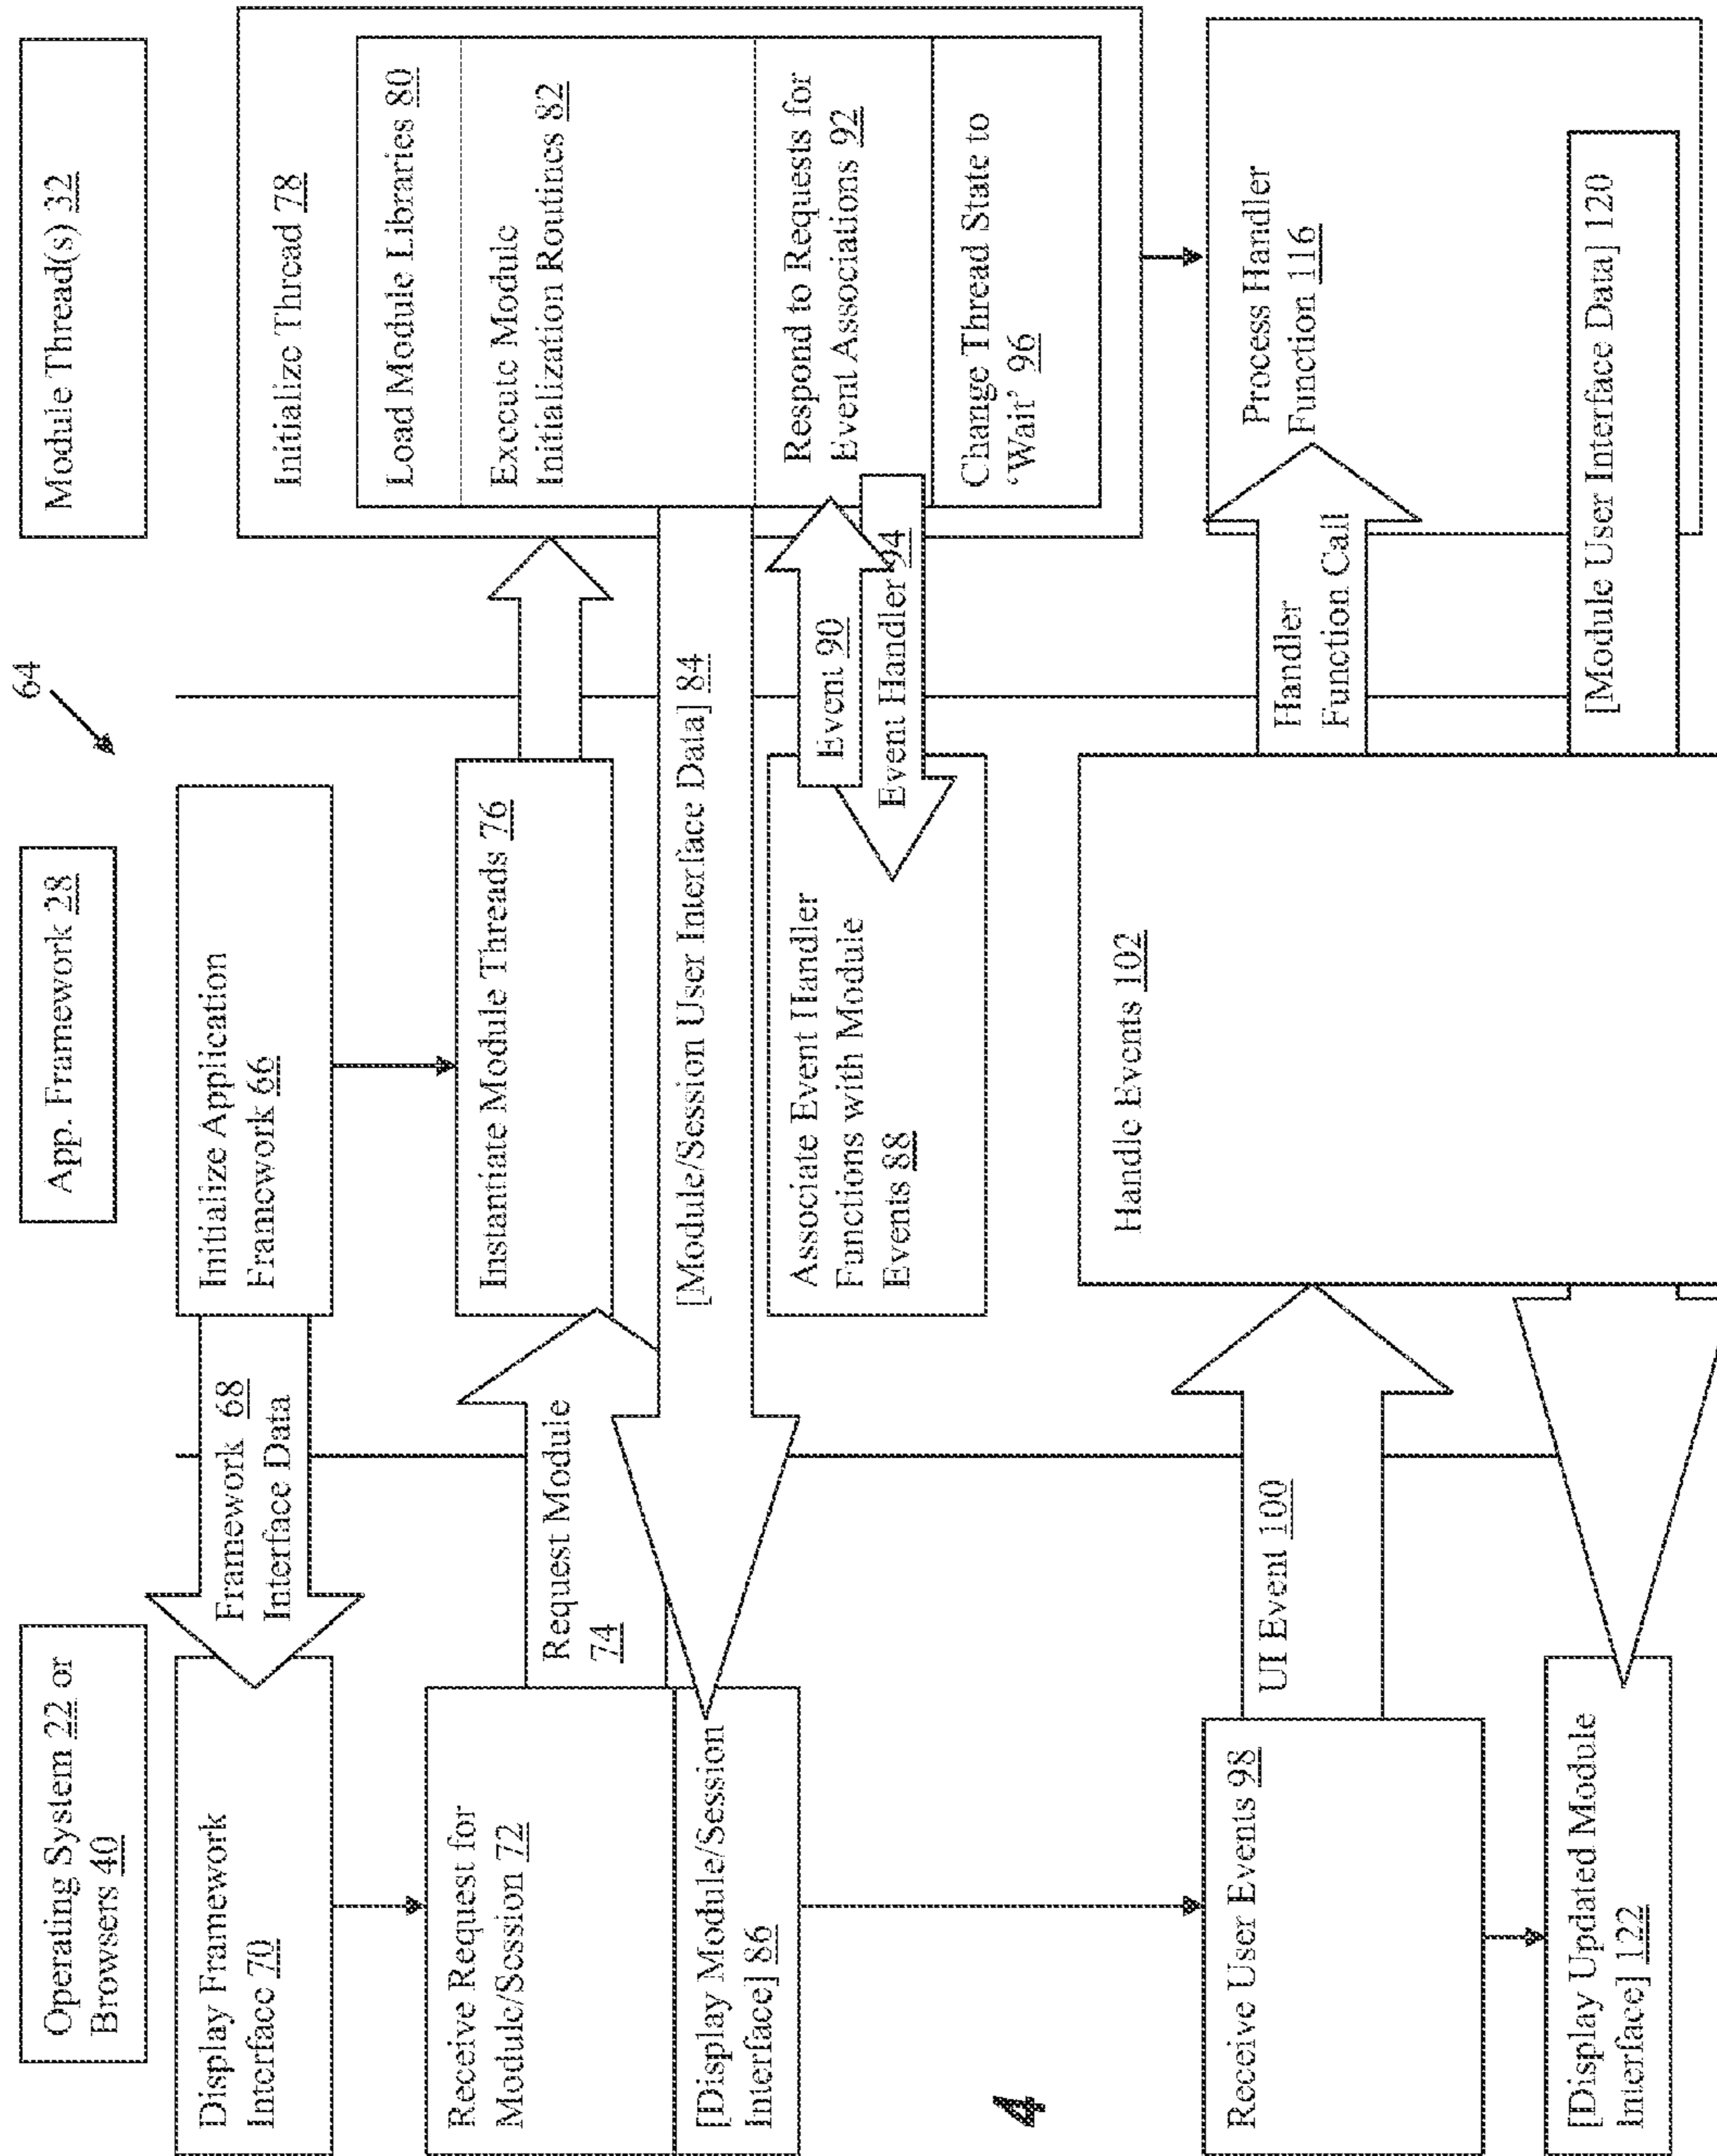 64
Operating System 22 or
Browsers 40
App. Framework 28
Module Thread(s) 32
Display Framework
Interface 70
Framework 68
Interface Data
Initialize Application
Framework 66
Receive Request for
Module/Session 72
Request Module
74
Instantiate Module Threads 76
Initialize Thread 78
Load Module Libraries 80
Execute Module
Initialization Routines 82
[Module/Session User Interface Data] 84
[Display Module/Session
Interface] 86
Associate Event Handler
Functions with Module
Events 88
Event 90
Event Handler 94
Respond to Requests for
Event Associations 92
Change Thread State to
‘Wait’ 96
4
Receive User Events 98
UI Event 100
Handle Events 102
Handler
Function Call
Process Handler
Function 116
[Module User Interface Data] 120
[Display Updated Module
Interface] 122